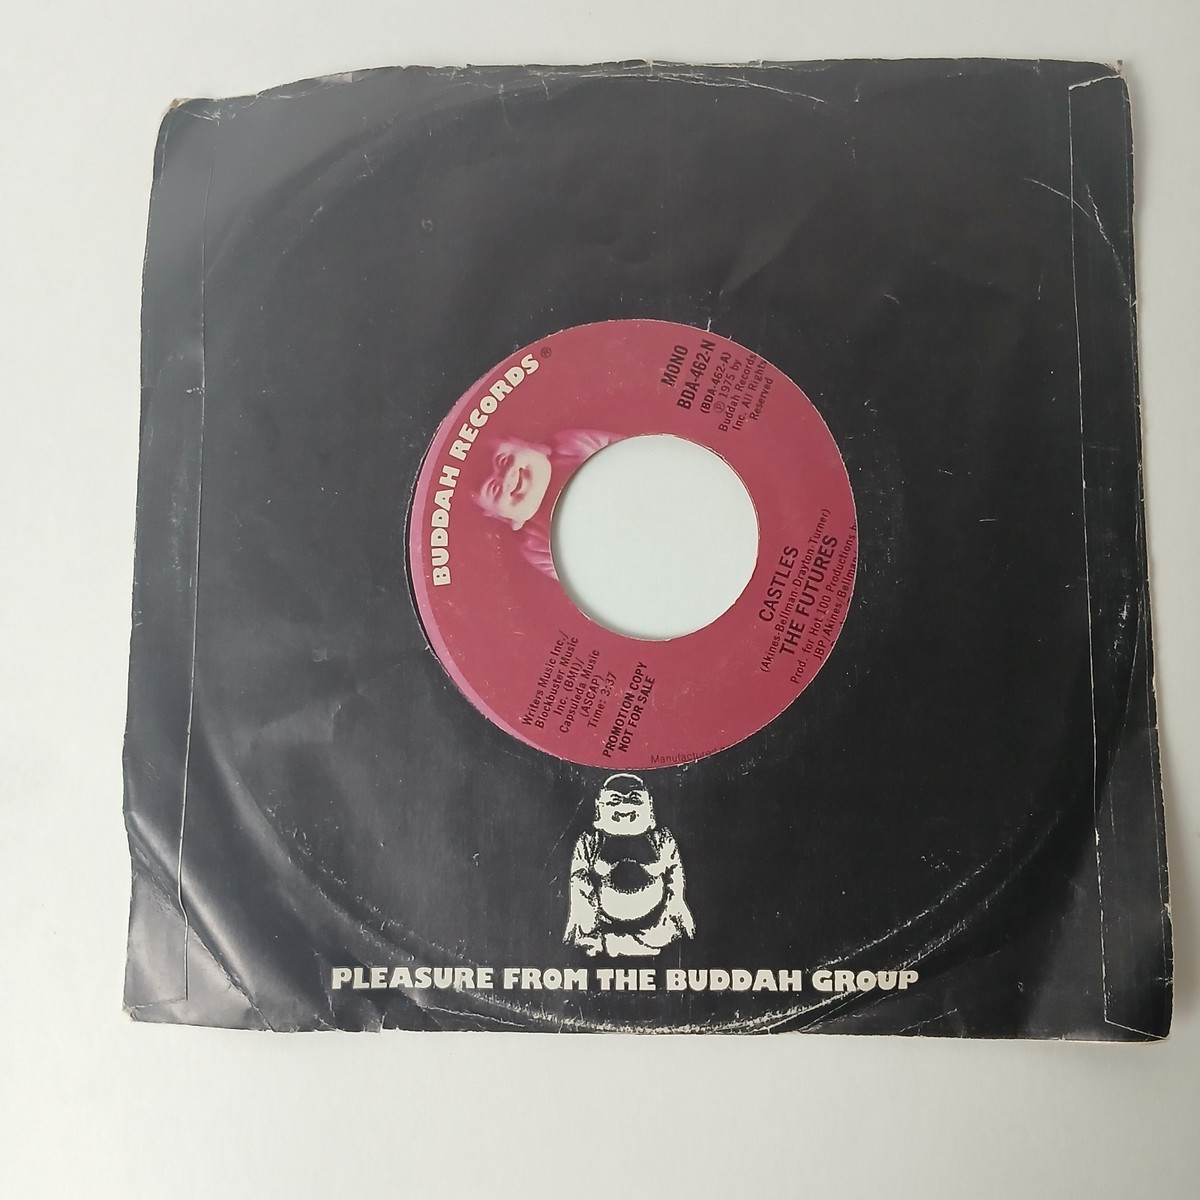 BUDDAH RECORDS®
MONO
BDA-462-N
(BDA-462-A)
℗ 1975 by
Buddah Records
Inc. All Rights
Reserved
CASTLES
(Akines-Bellman-Drayton-Turner)
THE FUTURES
Prod. for Hot 100 Productions
JBP Akines, Bellman
Writers Music Inc./
Blockbuster Music
Inc. (BMI)/
Capsuleda Music
(ASCAP)
Time: 3:37
PROMOTION COPY
NOT FOR SALE
Manufactured
PLEASURE FROM THE BUDDAH GROUP